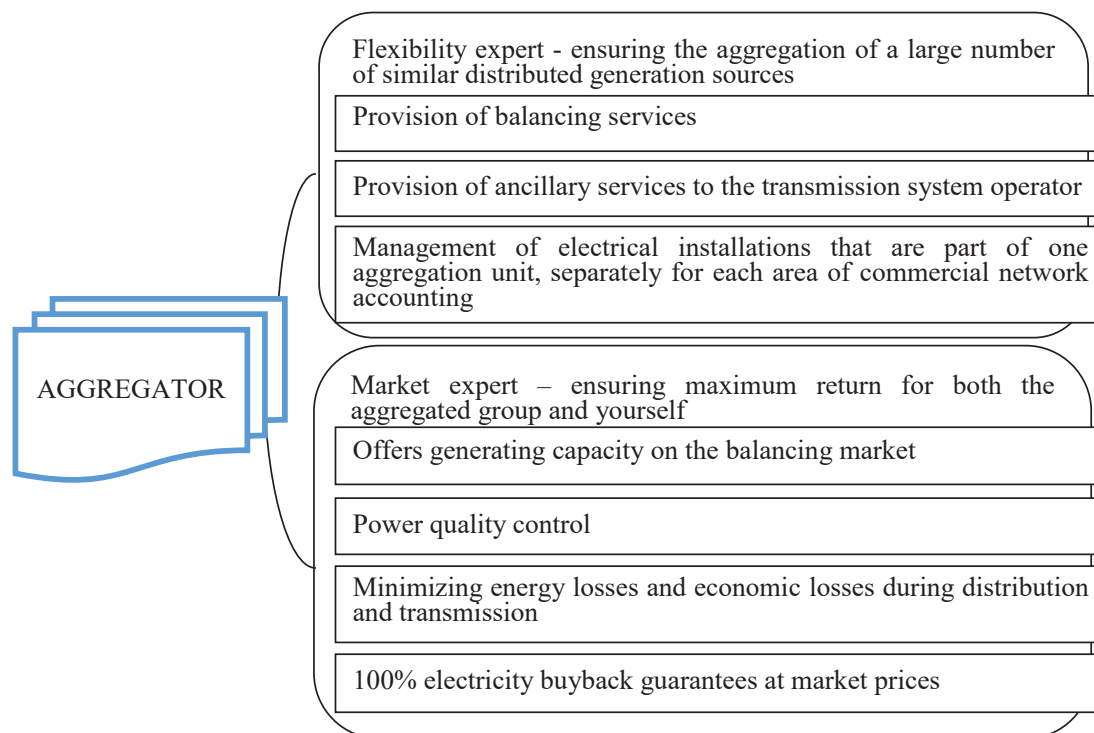 Flexibility expert - ensuring the aggregation of a large number
of similar distributed generation sources
Provision of balancing services
Provision of ancillary services to the transmission system operator
Management of electrical installations that are part of one
aggregation unit, separately for each area of commercial network
accounting
AGGREGATOR
Market expert – ensuring maximum return for both the
aggregated group and yourself
Offers generating capacity on the balancing market
Power quality control
Minimizing energy losses and economic losses during distribution
and transmission
100% electricity buyback guarantees at market prices